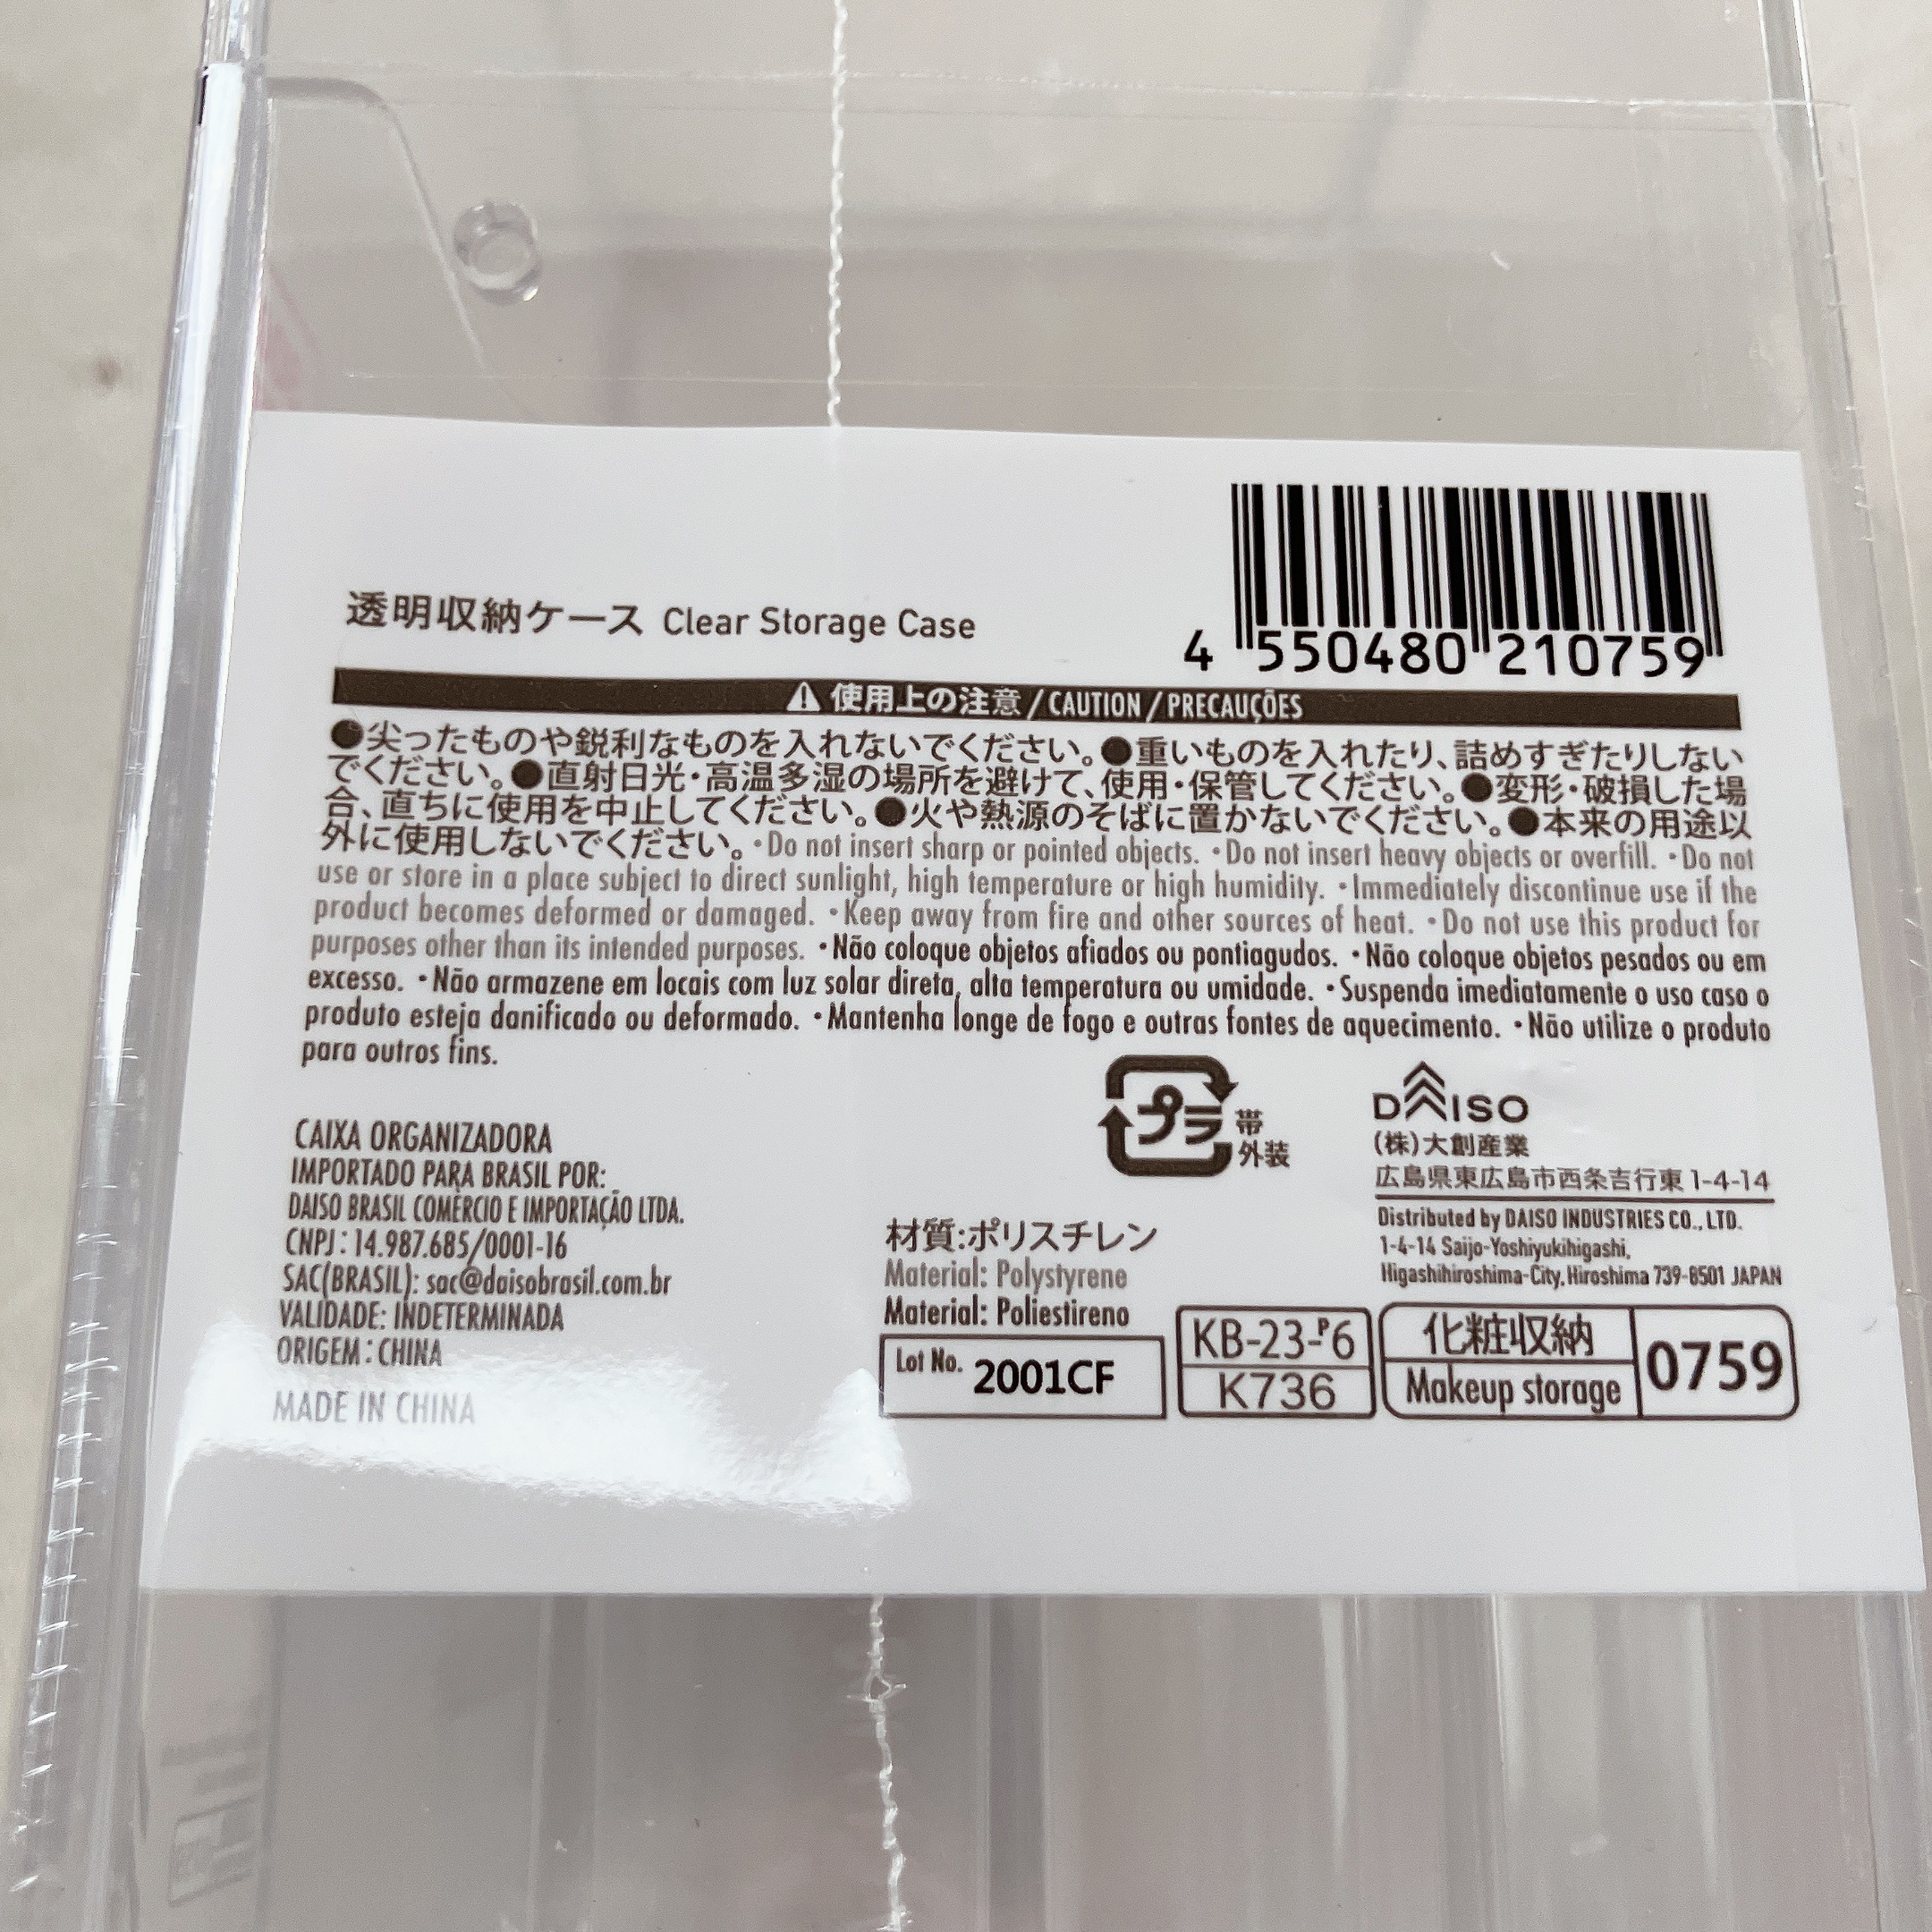 透明収納ケース Clear Storage Case
4 550480 210759
使用上の注意/CAUTION/PRECAUÇÕES
●尖ったものや鋭利なものを入れないでください。●重いものを入れたり、詰めすぎたりしない
でください。●直射日光・高温多湿の場所を避けて、使用・保管してください。●変形・破損した場
合、直ちに使用を中止してください。●火や熱源のそばに置かないでください。●本来の用途以
外に使用しないでください。•Do not insert sharp or pointed objects. •Do not insert heavy objects or overfill. •Do not
use or store in a place subject to direct sunlight, high temperature or high humidity. •Immediately discontinue use if the
product becomes deformed or damaged. •Keep away from fire and other sources of heat. •Do not use this product for
purposes other than its intended purposes. •Não coloque objetos afiados ou pontiagudos. •Não coloque objetos pesados ou em
excesso. •Não armazene em locais com luz solar direta, alta temperatura ou umidade. •Suspenda imediatamente o uso caso o
produto esteja danificado ou deformado. •Mantenha longe de fogo e outras fontes de aquecimento. •Não utilize o produto
para outros fins.
CAIXA ORGANIZADORA
IMPORTADO PARA BRASIL POR:
DAISO BRASIL COMÉRCIO E IMPORTAÇÃO LTDA.
CNPJ: 14.987.685/0001-16
SAC(BRASIL): sac@daisobrasil.com.br
VALIDADE: INDETERMINADA
ORIGEM: CHINA
MADE IN CHINA
プラ
帯
外装
材質:ポリスチレン
Material: Polystyrene
Material: Poliestireno
Lot No. 2001CF
KB-23-P6
K736
DAISO
(株)大創産業
広島県東広島市西条吉行東1-4-14
Distributed by DAISO INDUSTRIES CO., LTD.
1-4-14 Saijo-Yoshiyukihigashi,
Higashihiroshima-City, Hiroshima 739-8501 JAPAN
化粧収納
Makeup storage
0759